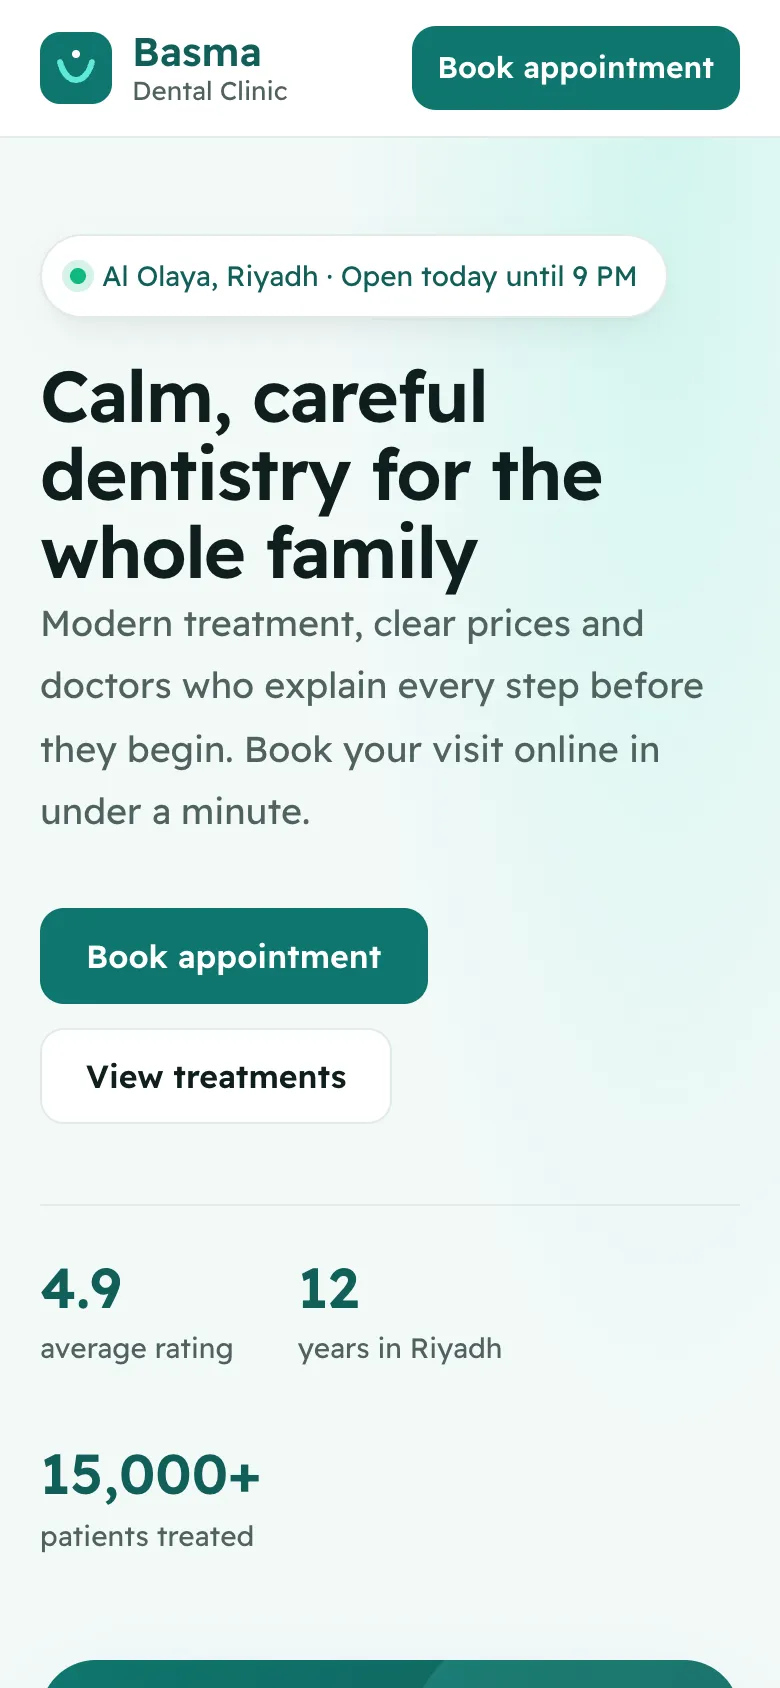 Basma
Dental Clinic
Book appointment
Al Olaya, Riyadh · Open today until 9 PM
Calm, careful
dentistry for the
whole family
Modern treatment, clear prices and
doctors who explain every step before
they begin. Book your visit online in
under a minute.
Book appointment
View treatments
4.9
average rating
12
years in Riyadh
15,000+
patients treated